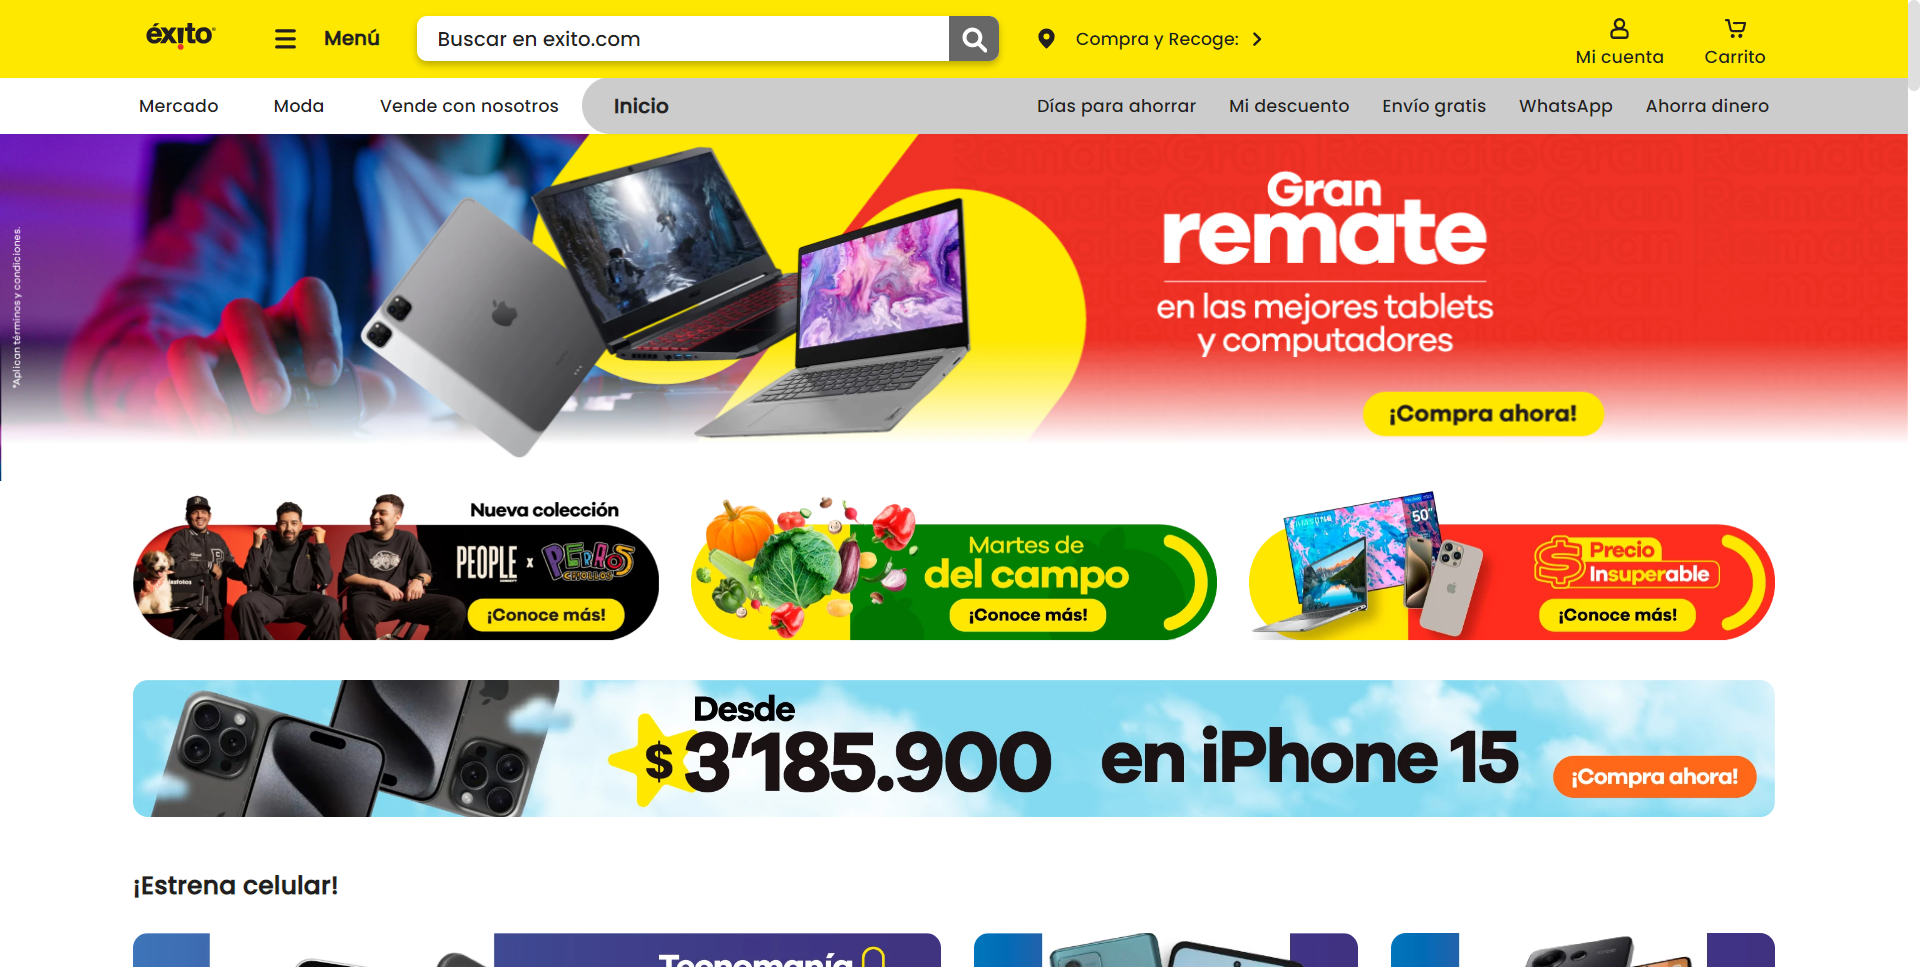 éxito
Menú
Buscar en exito.com
Compra y Recoge:
Mi cuenta
Carrito
Mercado
Moda
Vende con nosotros
Inicio
Días para ahorrar
Mi descuento
Envío gratis
WhatsApp
Ahorra dinero
*Aplican términos y condiciones.
Gran
remate
en las mejores tablets
y computadores
¡Compra ahora!
Nueva colección
PEOPLE x PERROS
CRIOLLOS
¡Conoce más!
Martes de
del campo
¡Conoce más!
SAMSUNG
50"
Precio
Insuperable
¡Conoce más!
Desde
$ 3'185.900 en iPhone 15
¡Compra ahora!
¡Estrena celular!
Tecnomanía